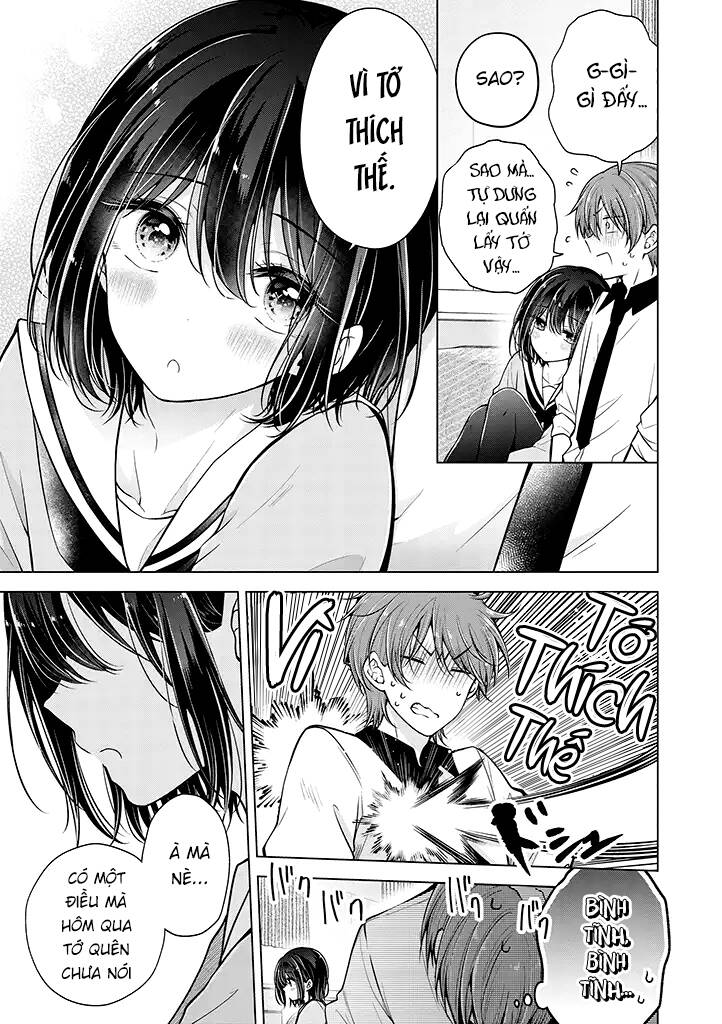 G-GÌ-
GÌ ĐẤY...
SAO?
SAO MÀ...
TỰ DƯNG
LẠI QUẤN
LẤY TỚ
VẬY...
VÌ TỚ
THÍCH
THẾ.
VÌ
TỚ
THÍCH
THẾ
BÌNH
TĨNH,
BÌNH
TĨNH...
À MÀ
NÈ...
CÓ MỘT
ĐIỀU MÀ
HÔM QUA
TỚ QUÊN
CHƯA NÓI